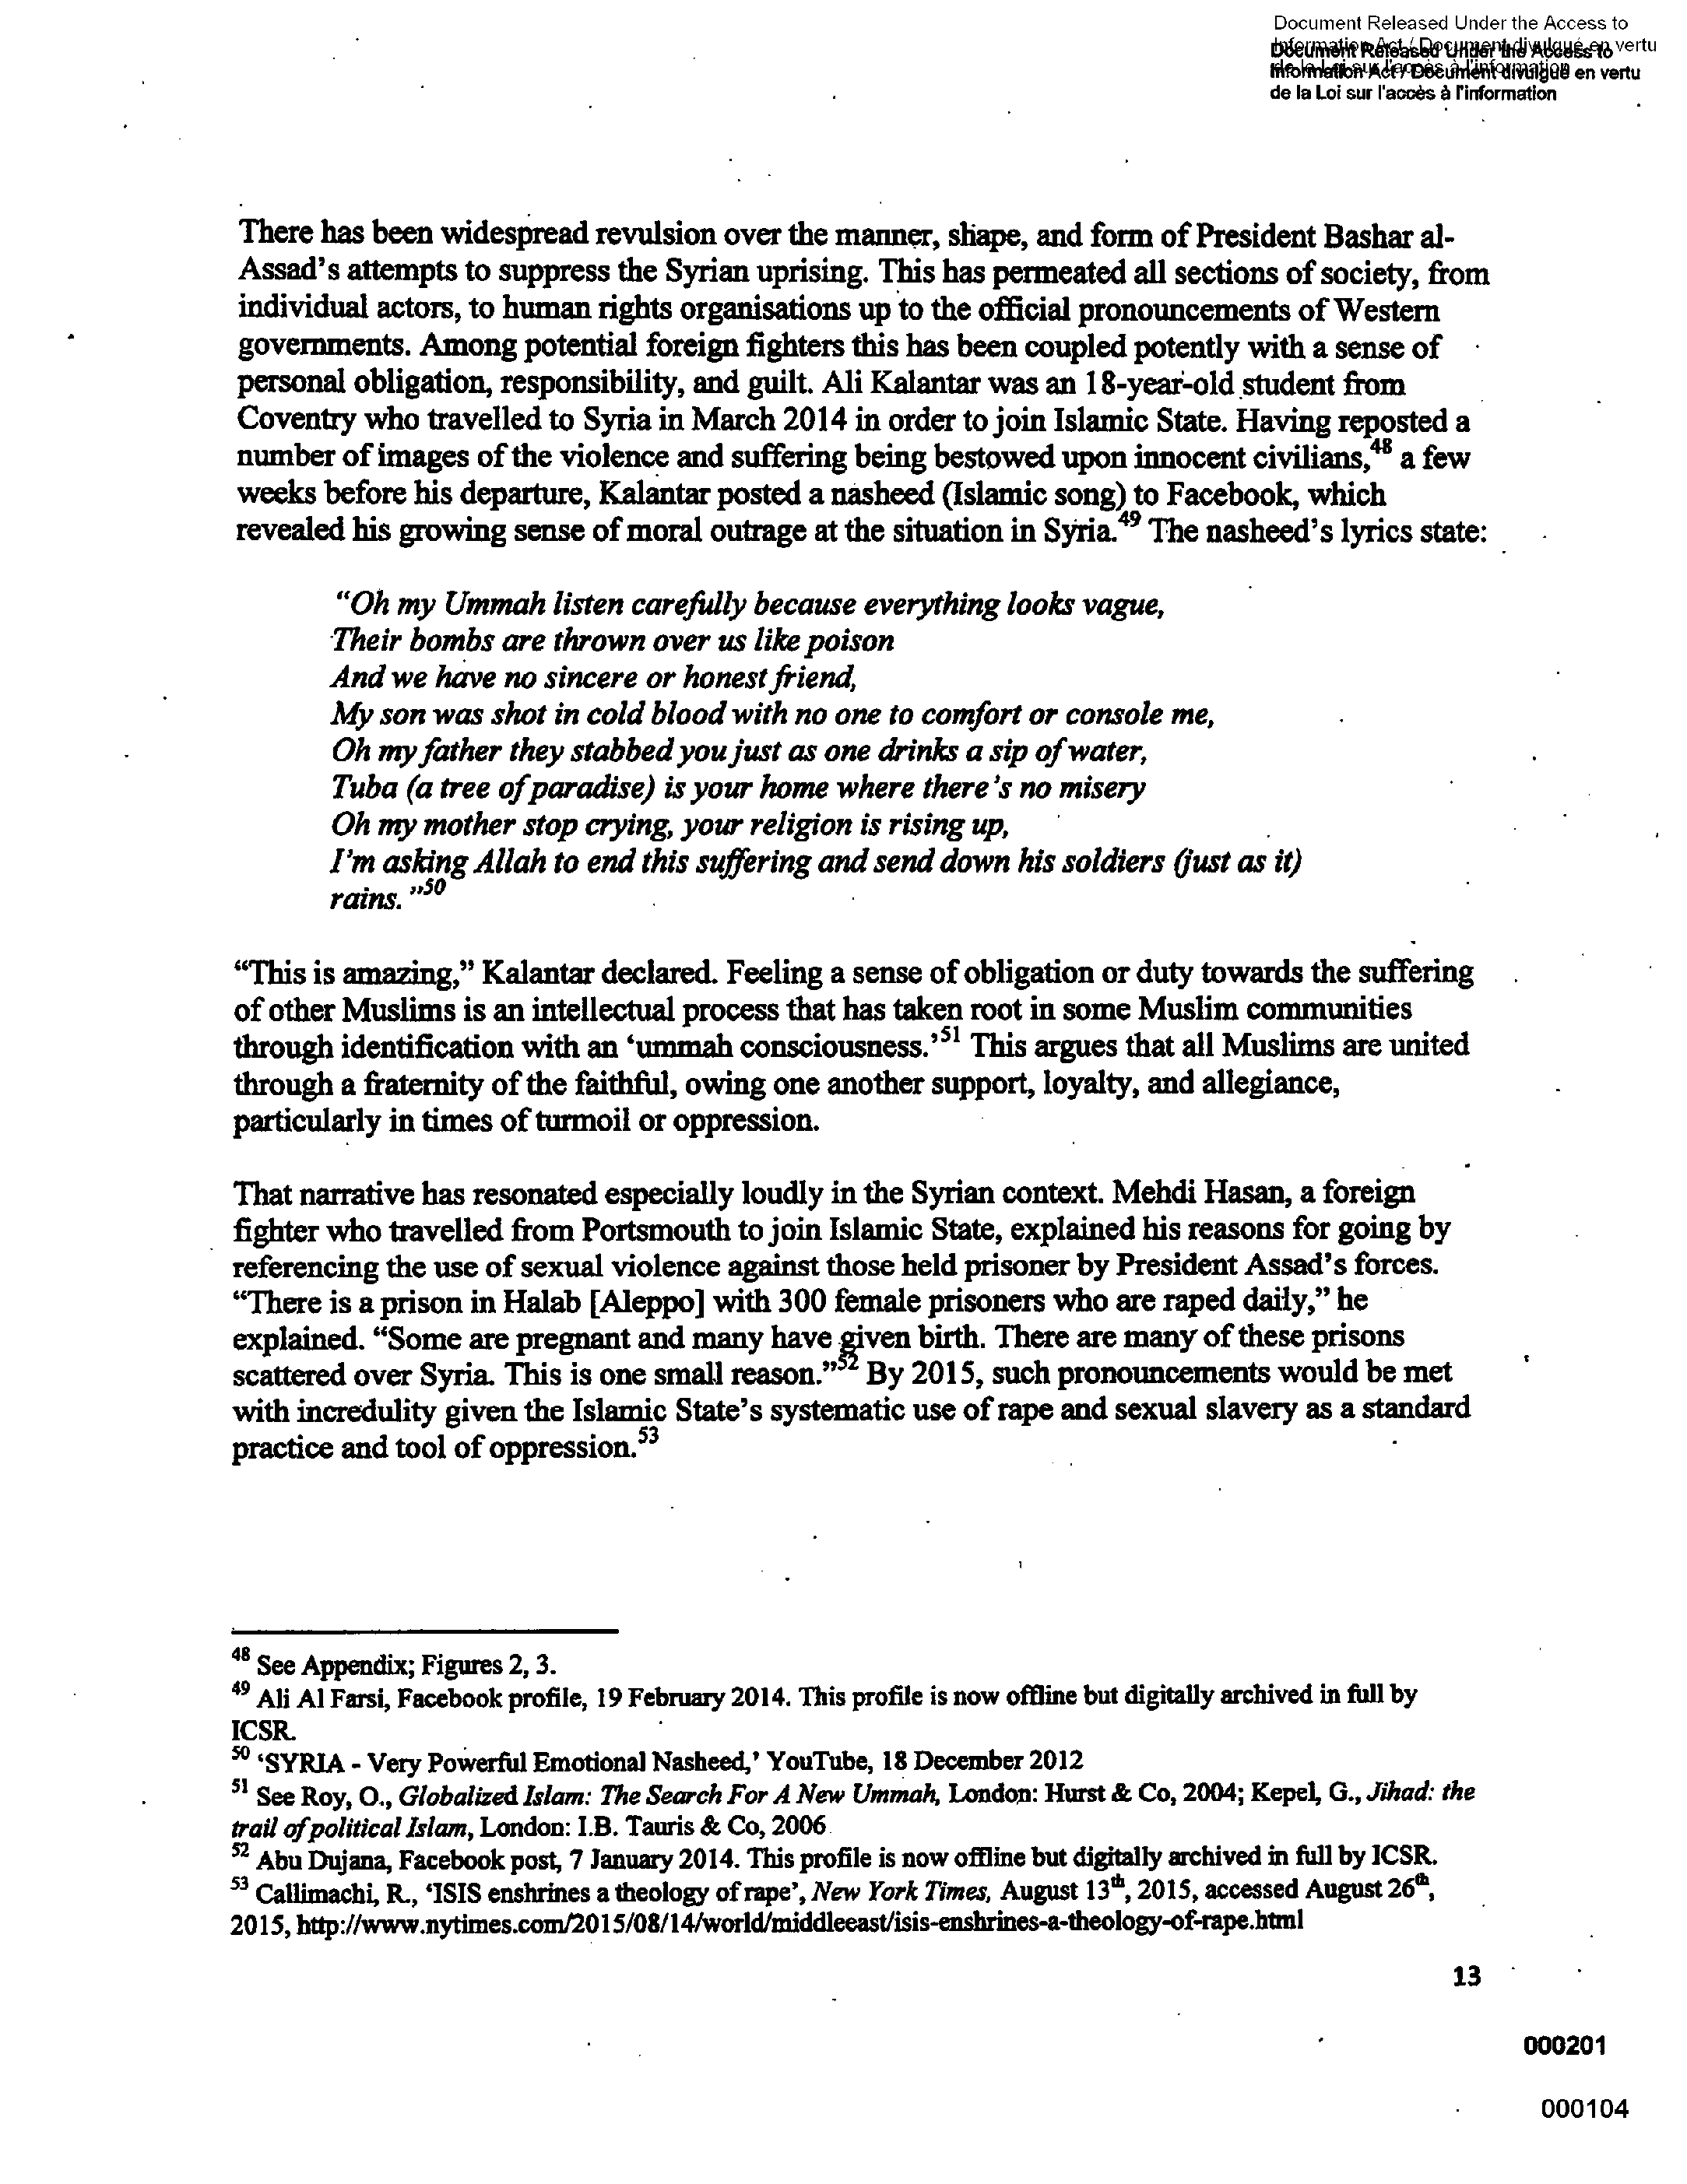 Document Released Under the Access to
Information Act / Document divulgué en vertu
de la Loi sur l'accès à l'information
Document Released Under the Access to
Information Act / Document divulgué en vertu
de la Loi sur l'accès à l'information
There has been widespread revulsion over the manner, shape, and form of President Bashar al-
Assad's attempts to suppress the Syrian uprising. This has permeated all sections of society, from
individual actors, to human rights organisations up to the official pronouncements of Western
governments. Among potential foreign fighters this has been coupled potently with a sense of
personal obligation, responsibility, and guilt. Ali Kalantar was an 18-year-old student from
Coventry who travelled to Syria in March 2014 in order to join Islamic State. Having reposted a
number of images of the violence and suffering being bestowed upon innocent civilians,48 a few
weeks before his departure, Kalantar posted a nasheed (Islamic song) to Facebook, which
revealed his growing sense of moral outrage at the situation in Syria.49 The nasheed's lyrics state:
"Oh my Ummah listen carefully because everything looks vague,
Their bombs are thrown over us like poison
And we have no sincere or honest friend,
My son was shot in cold blood with no one to comfort or console me,
Oh my father they stabbed you just as one drinks a sip of water,
Tuba (a tree of paradise) is your home where there's no misery
Oh my mother stop crying, your religion is rising up,
I'm asking Allah to end this suffering and send down his soldiers (just as it)
rains."50
"This is amazing," Kalantar declared. Feeling a sense of obligation or duty towards the suffering
of other Muslims is an intellectual process that has taken root in some Muslim communities
through identification with an 'ummah consciousness.'51 This argues that all Muslims are united
through a fraternity of the faithful, owing one another support, loyalty, and allegiance,
particularly in times of turmoil or oppression.
That narrative has resonated especially loudly in the Syrian context. Mehdi Hasan, a foreign
fighter who travelled from Portsmouth to join Islamic State, explained his reasons for going by
referencing the use of sexual violence against those held prisoner by President Assad's forces.
"There is a prison in Halab [Aleppo] with 300 female prisoners who are raped daily," he
explained. "Some are pregnant and many have given birth. There are many of these prisons
scattered over Syria. This is one small reason."52 By 2015, such pronouncements would be met
with incredulity given the Islamic State's systematic use of rape and sexual slavery as a standard
practice and tool of oppression.53
48 See Appendix; Figures 2, 3.
49 Ali Al Farsi, Facebook profile, 19 February 2014. This profile is now offline but digitally archived in full by
ICSR.
50 'SYRIA - Very Powerful Emotional Nasheed,' YouTube, 18 December 2012
51 See Roy, O., Globalized Islam: The Search For A New Ummah, London: Hurst & Co, 2004; Kepel, G., Jihad: the
trail of political Islam, London: I.B. Tauris & Co, 2006
52 Abu Dujana, Facebook post, 7 January 2014. This profile is now offline but digitally archived in full by ICSR.
53 Callimachi, R., 'ISIS enshrines a theology of rape', New York Times, August 13th, 2015, accessed August 26th,
2015, http://www.nytimes.com/2015/08/14/world/middleeast/isis-enshrines-a-theology-of-rape.html
13
000201
000104